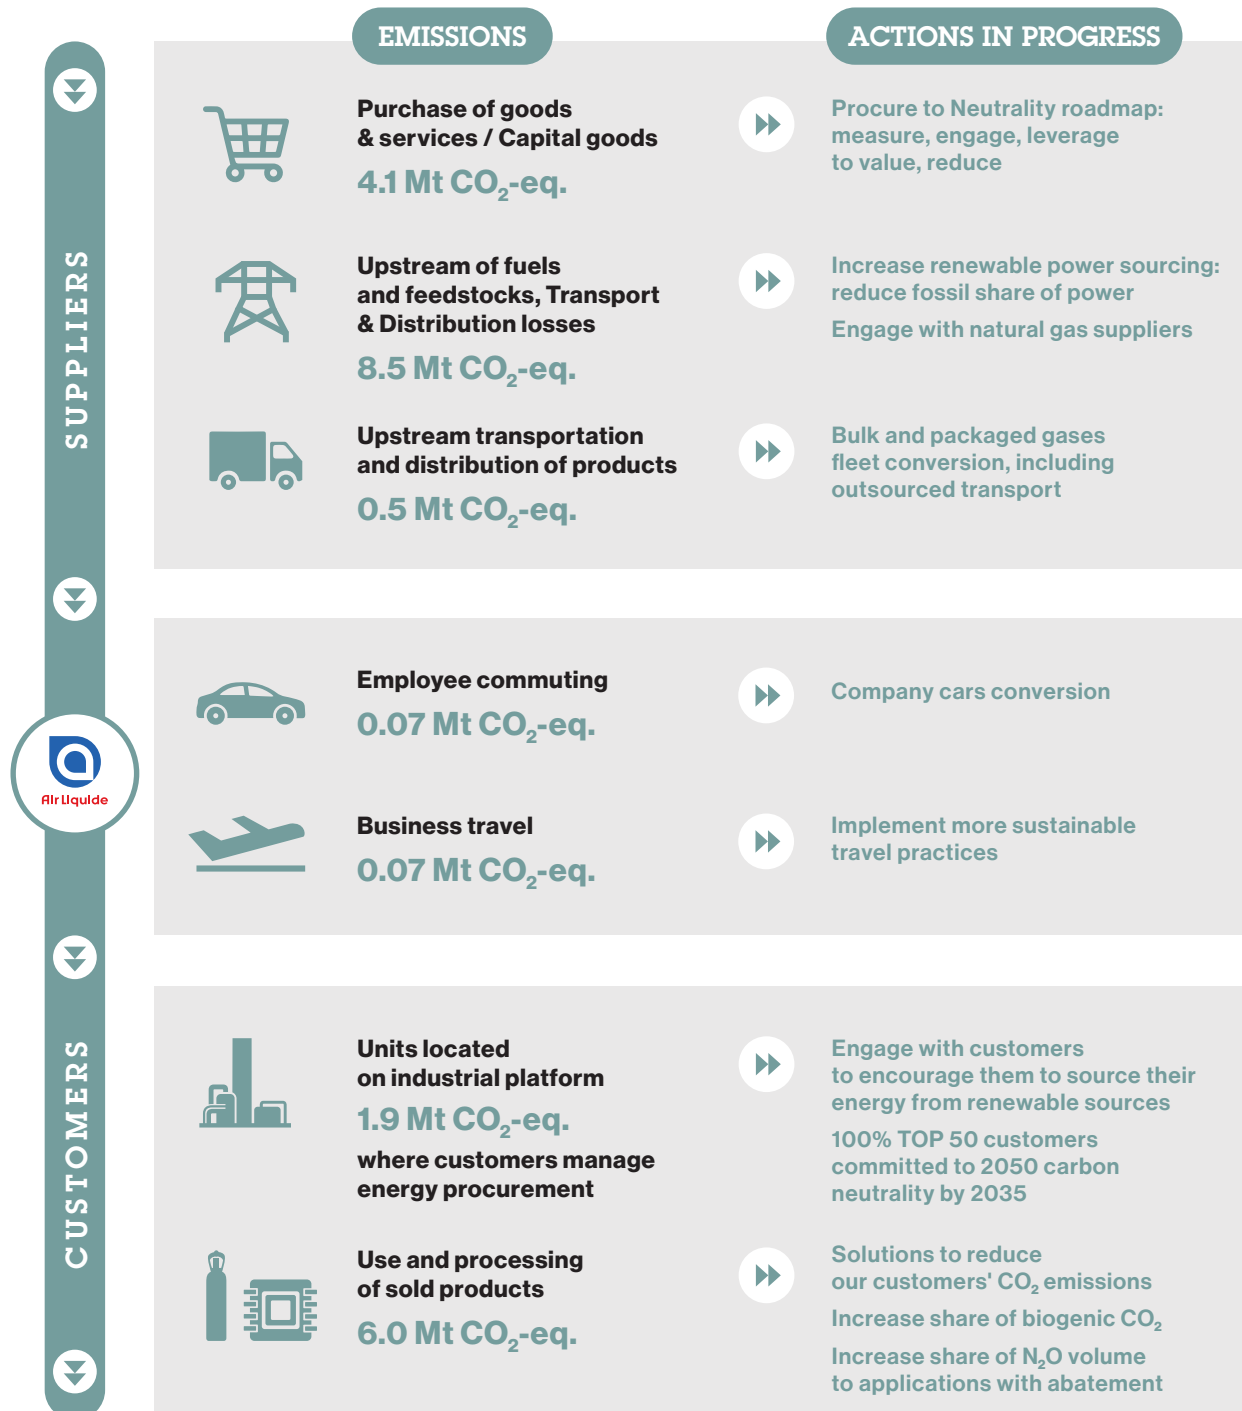 EMISSIONS
ACTIONS IN PROGRESS
SUPPLIERS
Purchase of goods
& services / Capital goods
4.1 Mt CO₂-eq.
Procure to Neutrality roadmap:
measure, engage, leverage
to value, reduce
Upstream of fuels
and feedstocks, Transport
& Distribution losses
8.5 Mt CO₂-eq.
Increase renewable power sourcing:
reduce fossil share of power
Engage with natural gas suppliers
Upstream transportation
and distribution of products
0.5 Mt CO₂-eq.
Bulk and packaged gases
fleet conversion, including
outsourced transport
Air Liquide
Employee commuting
0.07 Mt CO₂-eq.
Company cars conversion
Business travel
0.07 Mt CO₂-eq.
Implement more sustainable
travel practices
CUSTOMERS
Units located
on industrial platform
1.9 Mt CO₂-eq.
where customers manage
energy procurement
Engage with customers
to encourage them to source their
energy from renewable sources
100% TOP 50 customers
committed to 2050 carbon
neutrality by 2035
Use and processing
of sold products
6.0 Mt CO₂-eq.
Solutions to reduce
our customers' CO₂ emissions
Increase share of biogenic CO₂
Increase share of N₂O volume
to applications with abatement